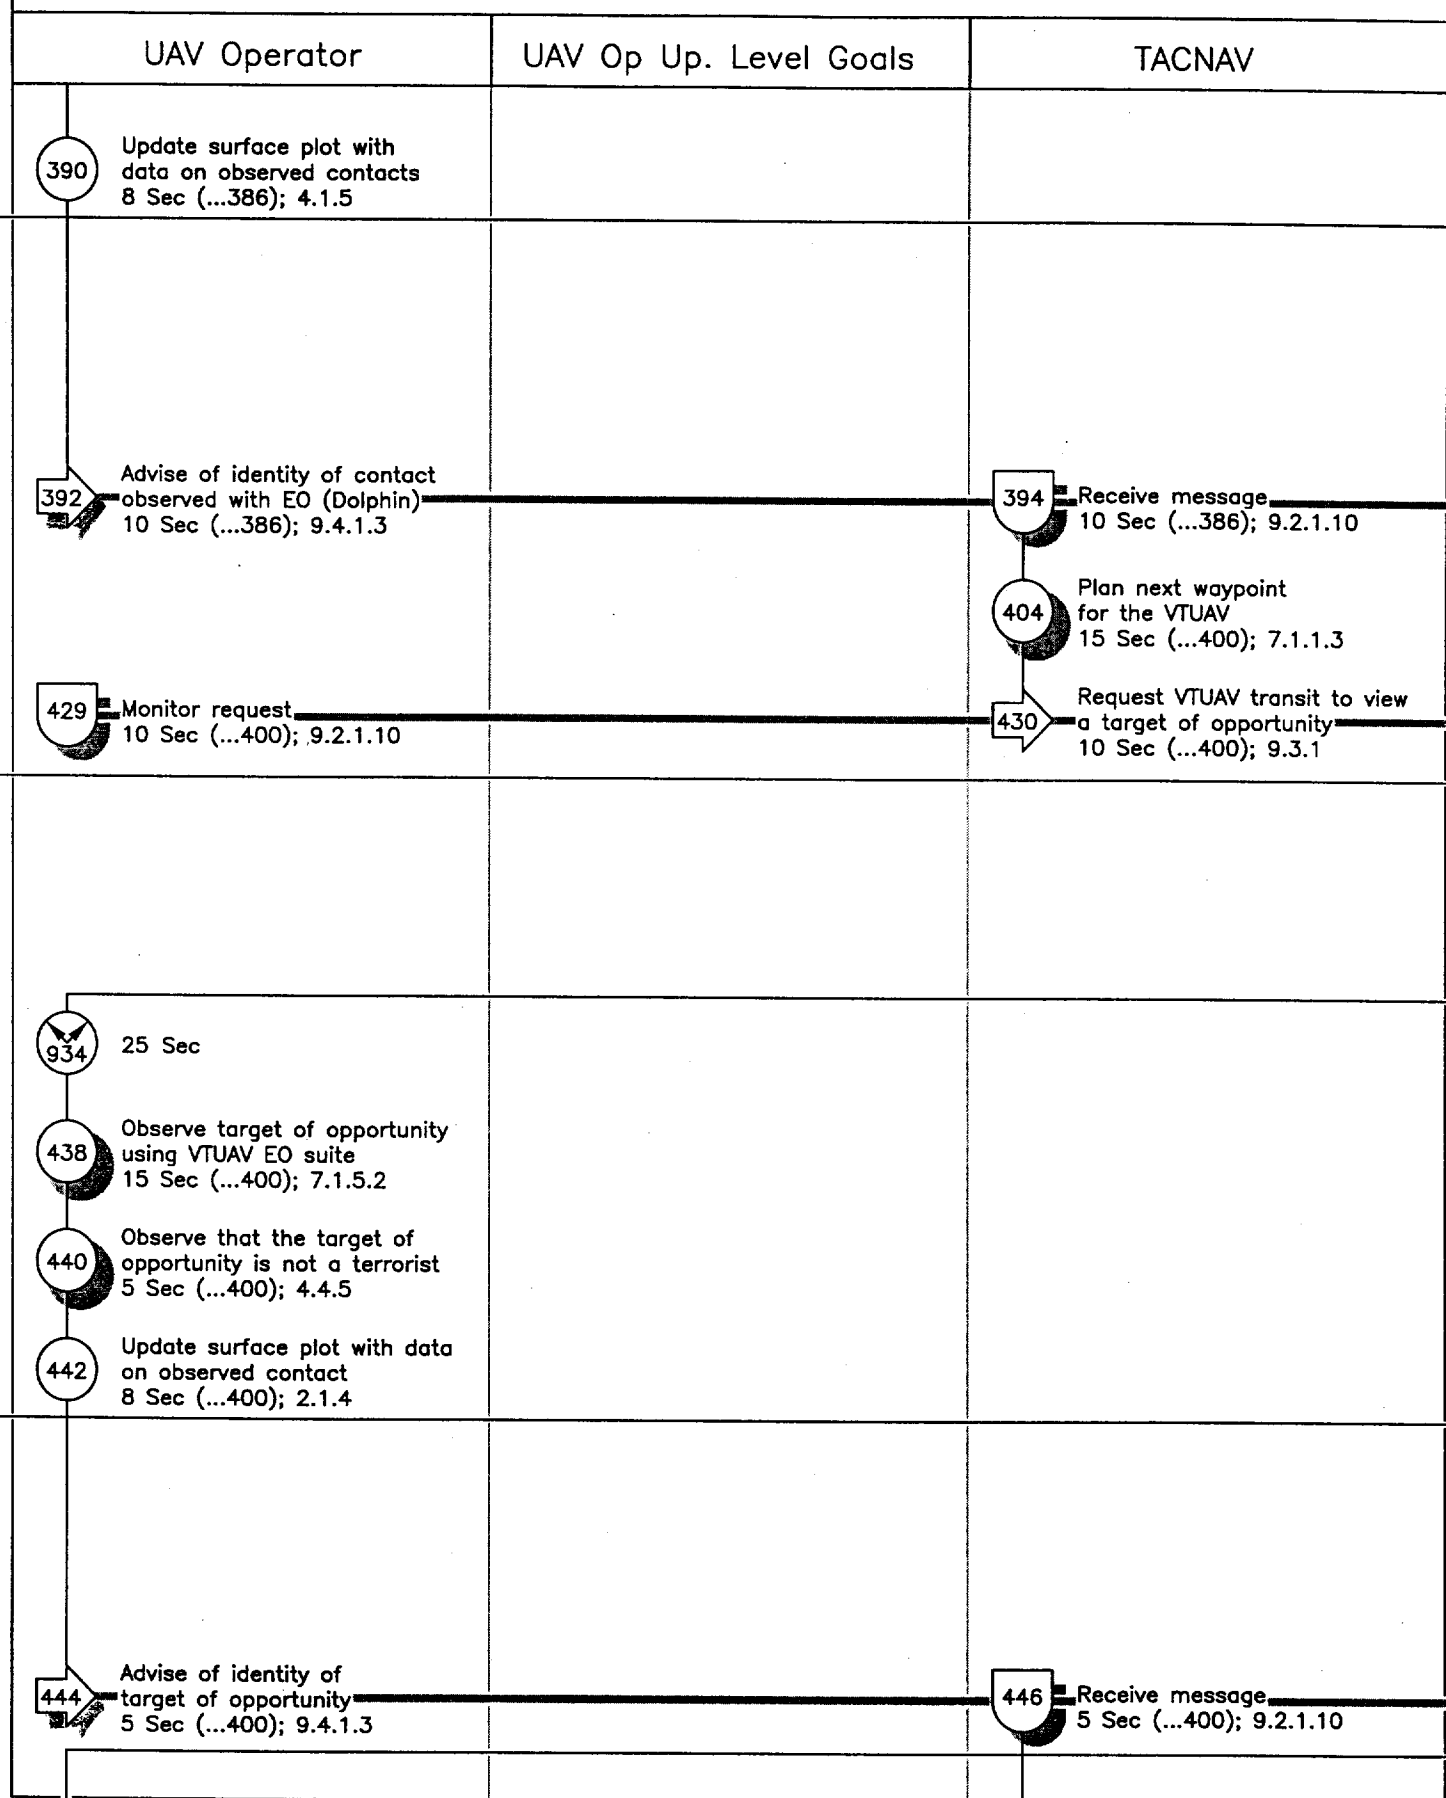 UAV Operator
UAV Op Up. Level Goals
TACNAV
390
Update surface plot with
data on observed contacts
8 Sec (...386); 4.1.5
392
Advise of identity of contact
observed with EO (Dolphin)
10 Sec (...386); 9.4.1.3
394
Receive message
10 Sec (...386); 9.2.1.10
404
Plan next waypoint
for the VTUAV
15 Sec (...400); 7.1.1.3
429
Monitor request
10 Sec (...400); 9.2.1.10
430
Request VTUAV transit to view
a target of opportunity
10 Sec (...400); 9.3.1
934
25 Sec
438
Observe target of opportunity
using VTUAV EO suite
15 Sec (...400); 7.1.5.2
440
Observe that the target of
opportunity is not a terrorist
5 Sec (...400); 4.4.5
442
Update surface plot with data
on observed contact
8 Sec (...400); 2.1.4
444
Advise of identity of
target of opportunity
5 Sec (...400); 9.4.1.3
446
Receive message
5 Sec (...400); 9.2.1.10